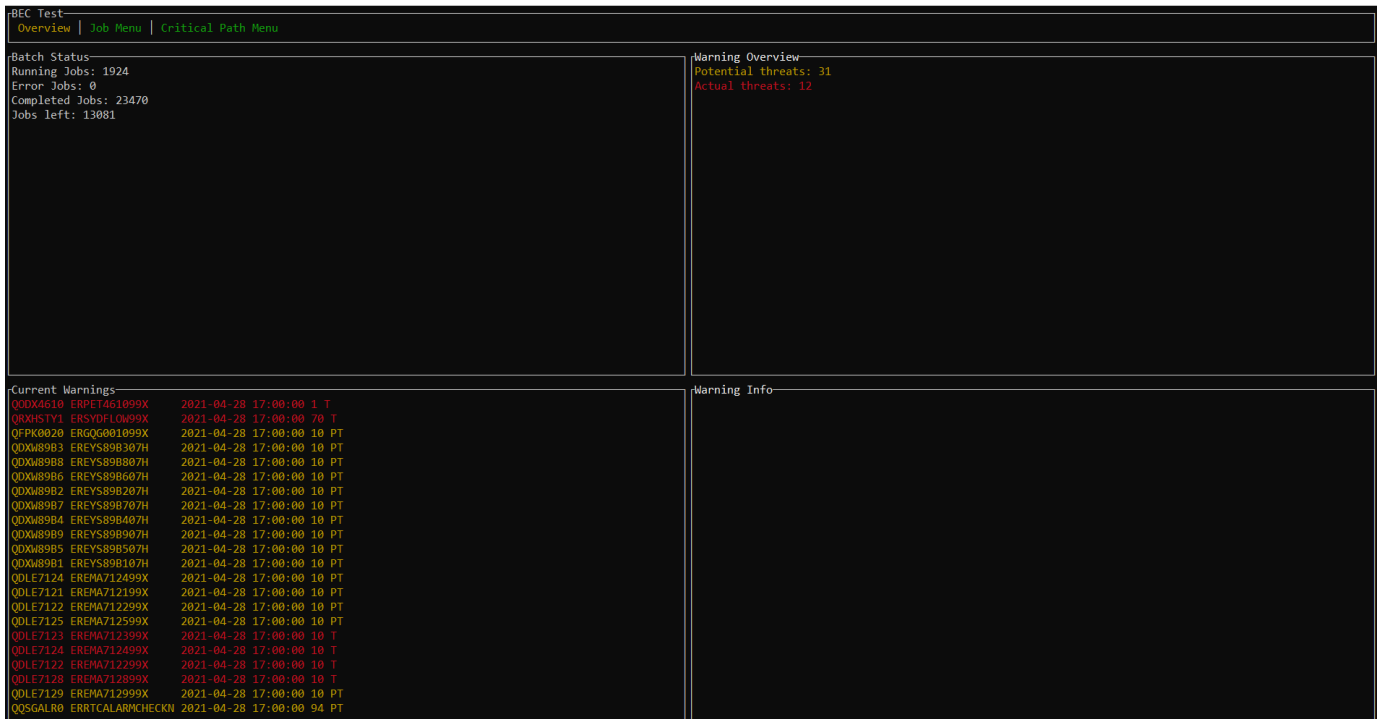 BEC Test
Overview │ Job Menu │ Critical Path Menu
Batch Status
Running Jobs: 1924
Error Jobs: 0
Completed Jobs: 23470
Jobs left: 13081
Warning Overview
Potential threats: 31
Actual threats: 12
Current Warnings
QODX4610 ERPET461099X 2021-04-28 17:00:00 1 T
QRXHSTY1 ERSYDFLOW99X 2021-04-28 17:00:00 70 T
QFPK0020 ERGQG001099X 2021-04-28 17:00:00 10 PT
QDXW89B3 EREYS89B307H 2021-04-28 17:00:00 10 PT
QDXW89B8 EREYS89B807H 2021-04-28 17:00:00 10 PT
QDXW89B6 EREYS89B607H 2021-04-28 17:00:00 10 PT
QDXW89B2 EREYS89B207H 2021-04-28 17:00:00 10 PT
QDXW89B7 EREYS89B707H 2021-04-28 17:00:00 10 PT
QDXW89B4 EREYS89B407H 2021-04-28 17:00:00 10 PT
QDXW89B9 EREYS89B907H 2021-04-28 17:00:00 10 PT
QDXW89B5 EREYS89B507H 2021-04-28 17:00:00 10 PT
QDXW89B1 EREYS89B107H 2021-04-28 17:00:00 10 PT
QDLE7124 EREMA712499X 2021-04-28 17:00:00 10 PT
QDLE7121 EREMA712199X 2021-04-28 17:00:00 10 PT
QDLE7122 EREMA712299X 2021-04-28 17:00:00 10 PT
QDLE7125 EREMA712599X 2021-04-28 17:00:00 10 PT
QDLE7123 EREMA712399X 2021-04-28 17:00:00 10 T
QDLE7124 EREMA712499X 2021-04-28 17:00:00 10 T
QDLE7122 EREMA712299X 2021-04-28 17:00:00 10 T
QDLE7128 EREMA712899X 2021-04-28 17:00:00 10 T
QDLE7129 EREMA712999X 2021-04-28 17:00:00 10 PT
QQSGALR0 ERRTCALARMCHECKN 2021-04-28 17:00:00 94 PT
Warning Info